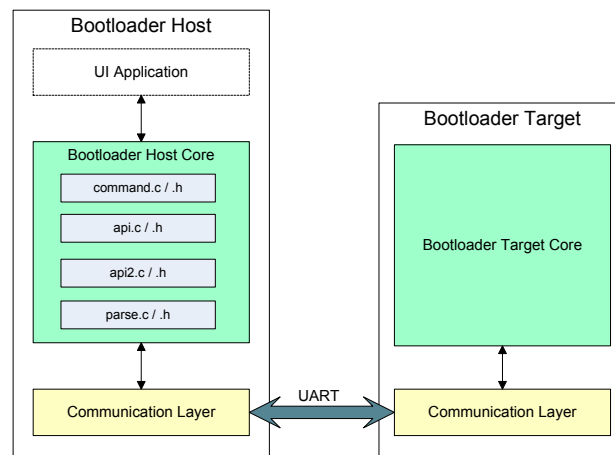 Bootloader Host
UI Application
Bootloader Host Core
command.c / .h
api.c / .h
api2.c / .h
parse.c / .h
Communication Layer
UART
Bootloader Target
Bootloader Target Core
Communication Layer